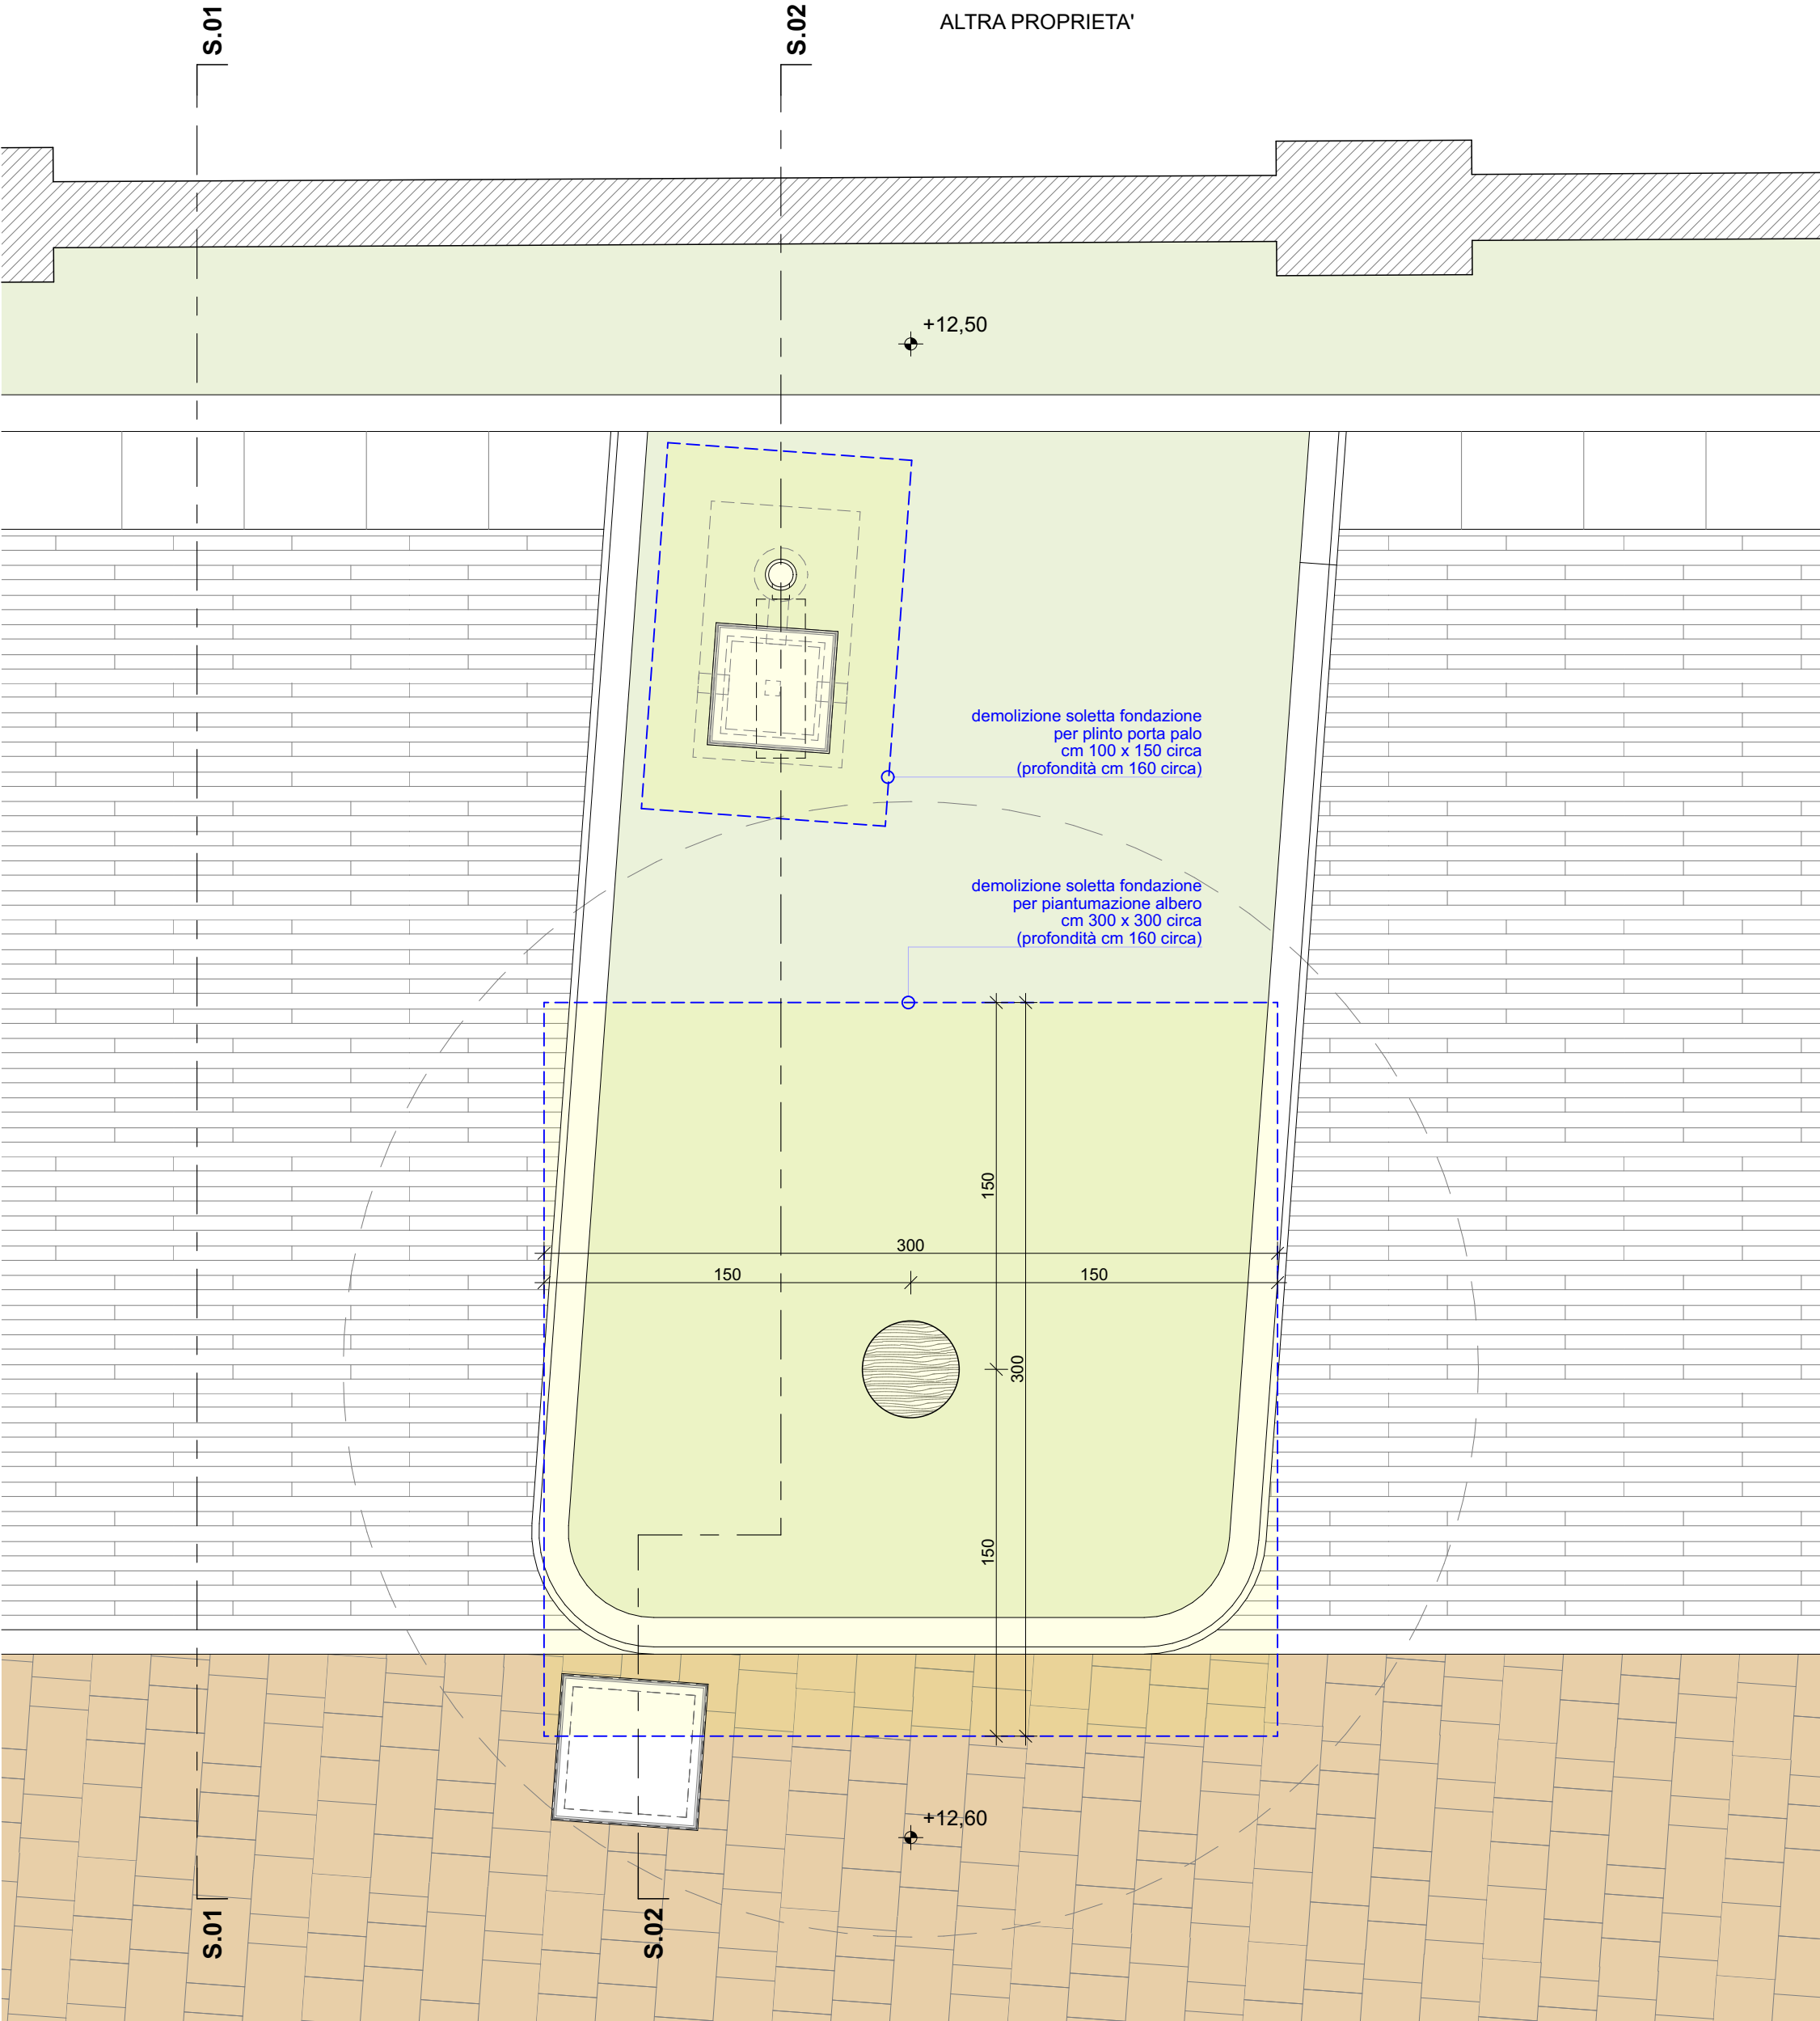 S.01
S.02
ALTRA PROPRIETA'
+12,50
demolizione soletta fondazione
per plinto porta palo
cm 100 x 150 circa
(profondità cm 160 circa)
demolizione soletta fondazione
per piantumazione albero
cm 300 x 300 circa
(profondità cm 160 circa)
150
300
150
150
300
150
+12,60
S.01
S.02